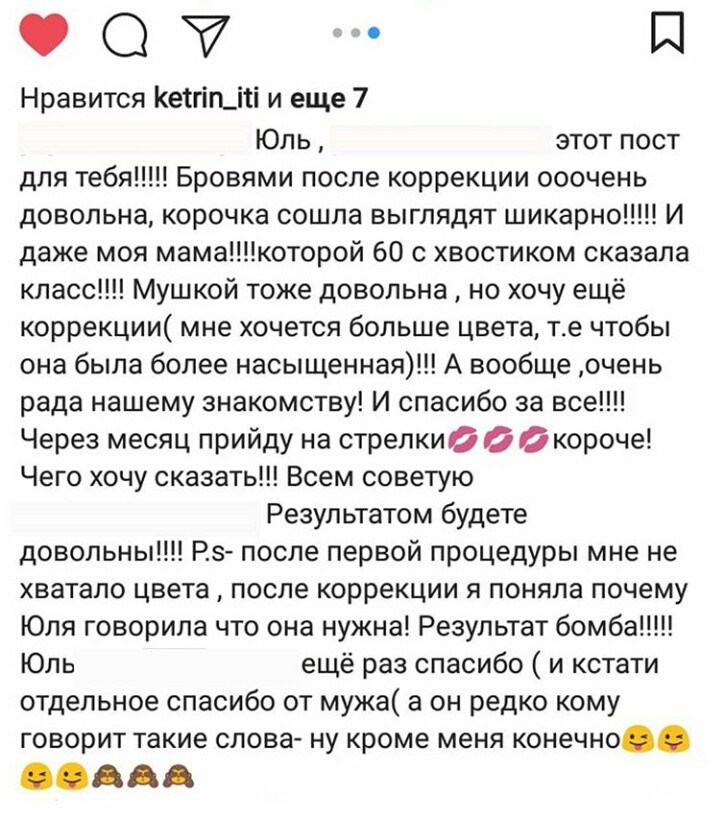 Нравится ketrin_iti и еще 7
Юль , этот пост
для тебя!!!!! Бровями после коррекции ооочень
довольна, корочка сошла выглядят шикарно!!!!! И
даже моя мама!!!!которой 60 с хвостиком сказала
класс!!!! Мушкой тоже довольна , но хочу ещё
коррекции( мне хочется больше цвета, т.е чтобы
она была более насыщенная)!!! А вообще ,очень
рада нашему знакомству! И спасибо за все!!!!
Через месяц прийду на стрелки💋💋💋короче!
Чего хочу сказать!!! Всем советую
Результатом будете
довольны!!!! P.s- после первой процедуры мне не
хватало цвета , после коррекции я поняла почему
Юля говорила что она нужна! Результат бомба!!!!!
Юль ещё раз спасибо ( и кстати
отдельное спасибо от мужа( а он редко кому
говорит такие слова- ну кроме меня конечно😜😜
😜😜🙈🙈🙈